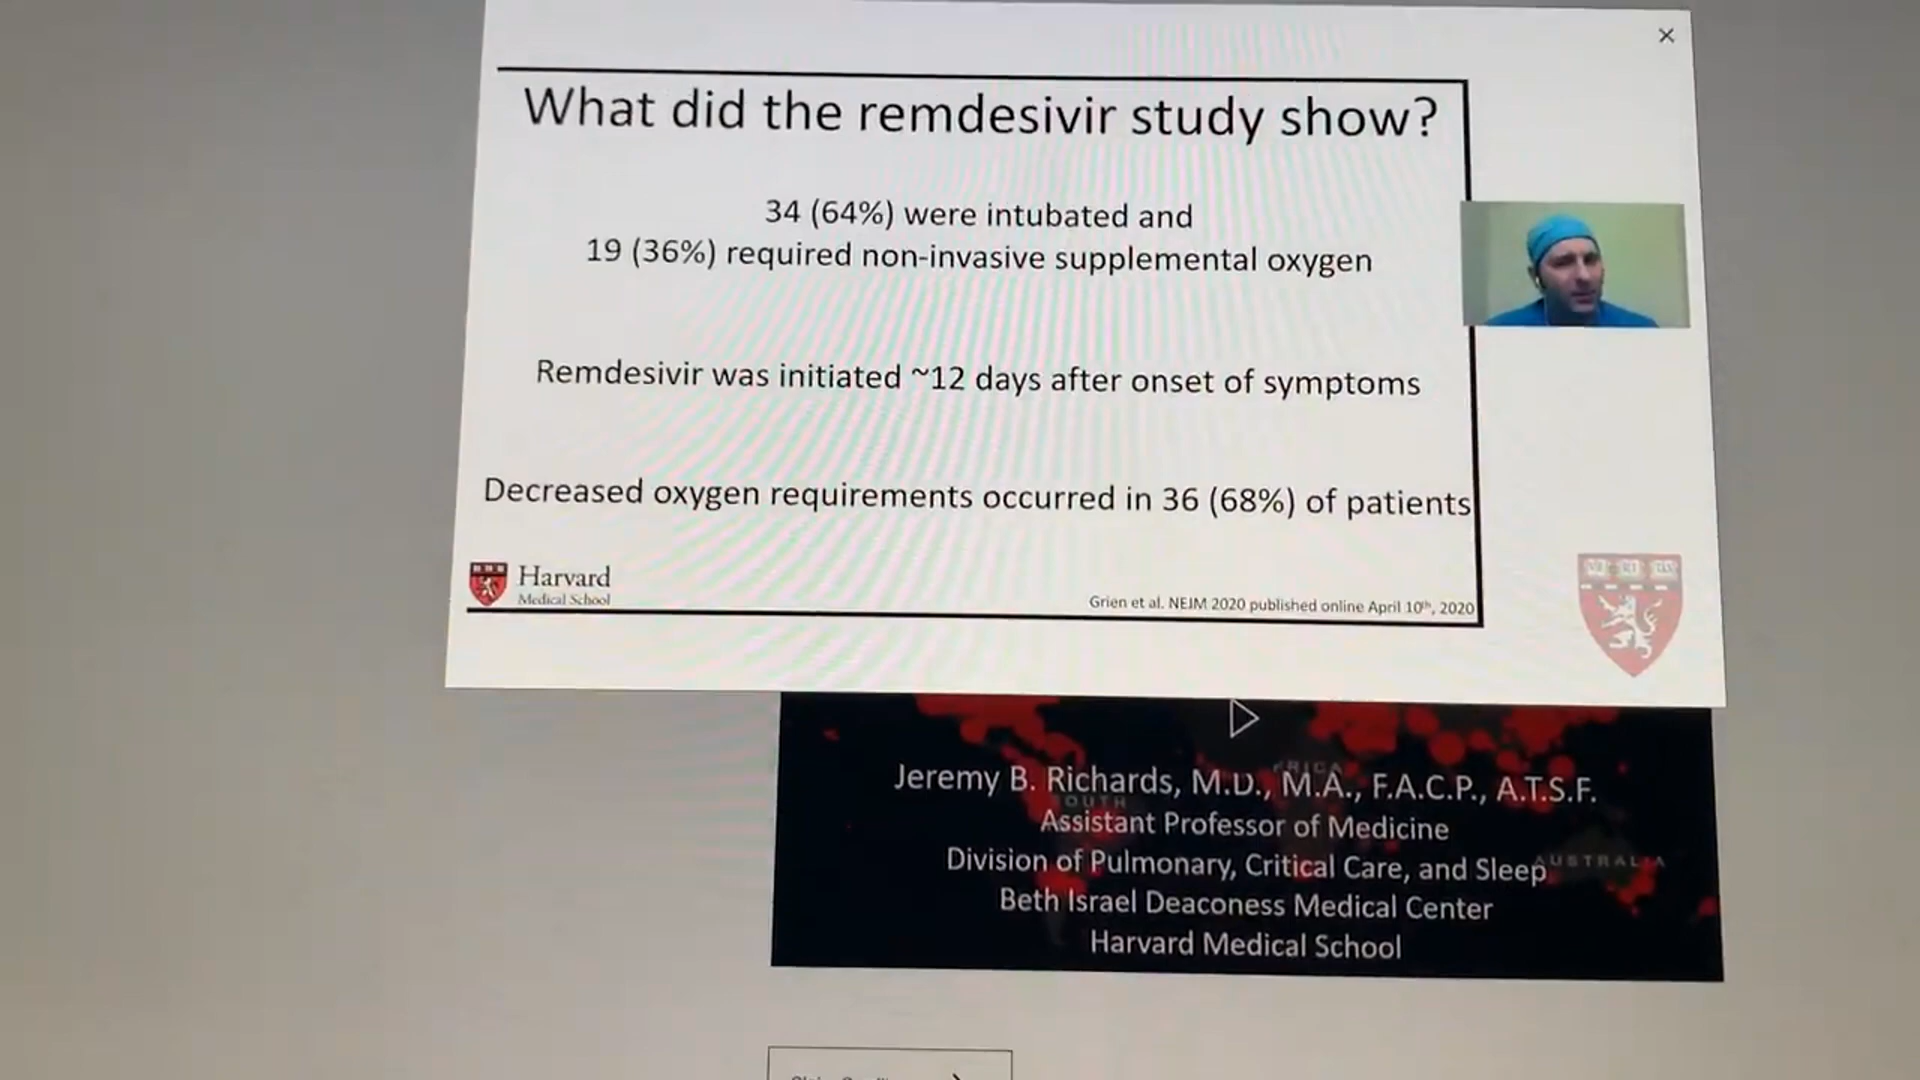 What did the remdesivir study show?
34 (64%) were intubated and
19 (36%) required non-invasive supplemental oxygen
Remdesivir was initiated ~12 days after onset of symptoms
Decreased oxygen requirements occurred in 36 (68%) of patients
Harvard
Medical School
Grien et al. NEJM 2020 published online April 10th, 2020
Jeremy B. Richards, M.D., M.A., F.A.C.P., A.T.S.F.
Assistant Professor of Medicine
Division of Pulmonary, Critical Care, and Sleep
AUSTRALIA
Beth Israel Deaconess Medical Center
Harvard Medical School